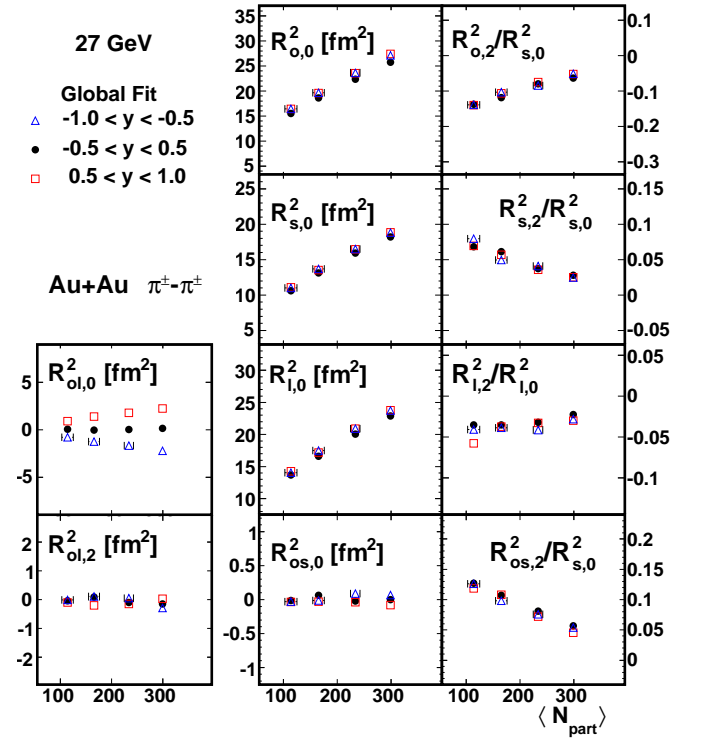 27 GeV
Global Fit
-1.0 < y < -0.5
-0.5 < y < 0.5
0.5 < y < 1.0
Au+Au π±-π±
R²o,0 [fm²]
35
30
25
20
15
10
5
R²o,2/R²s,0
0
-0.1
-0.2
-0.3
R²s,0 [fm²]
25
20
15
10
5
R²s,2/R²s,0
0.15
0.1
0.05
0
-0.05
R²ol,0 [fm²]
5
0
-5
R²l,0 [fm²]
30
25
20
15
10
R²l,2/R²l,0
0.05
0
-0.05
-0.1
R²ol,2 [fm²]
2
1
0
-1
-2
100 200 300
R²os,0 [fm²]
1
0.5
0
-0.5
-1
100 200 300
R²os,2/R²s,0
0.2
0.15
0.1
0.05
0
100 200 300
⟨ Npart ⟩